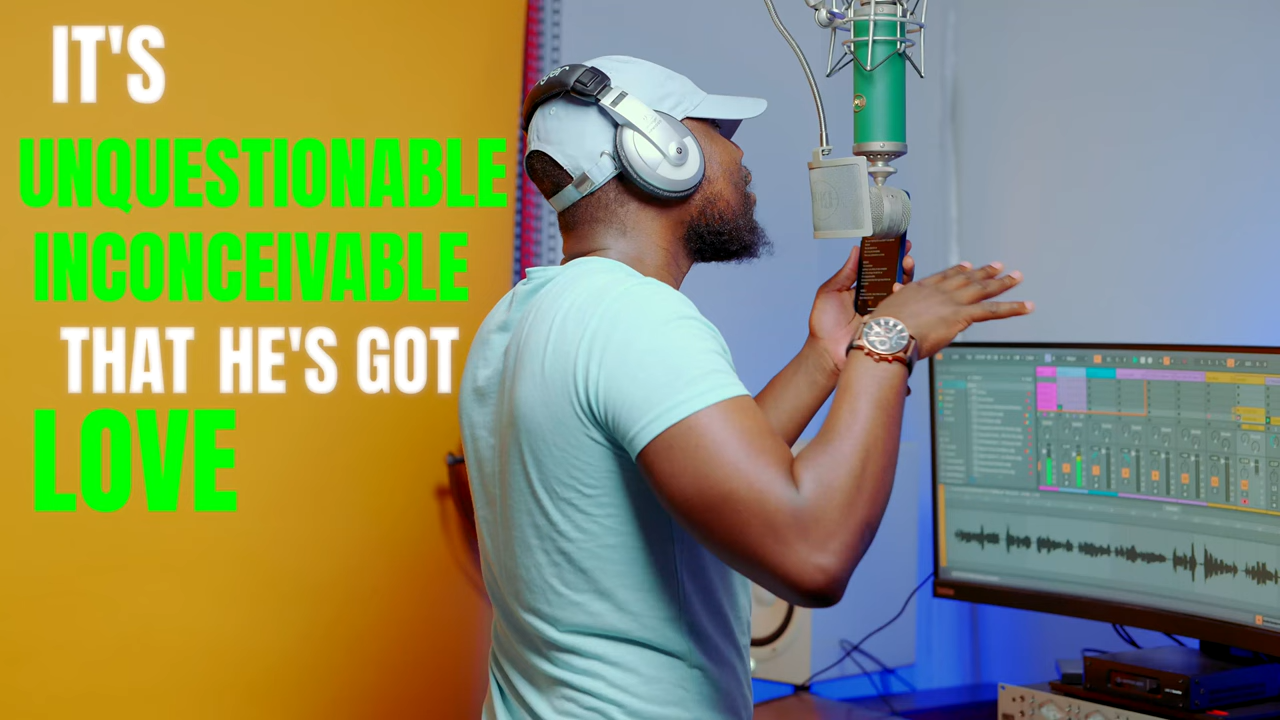 IT'S
UNQUESTIONABLE
INCONCEIVABLE
THAT HE'S GOT
LOVE